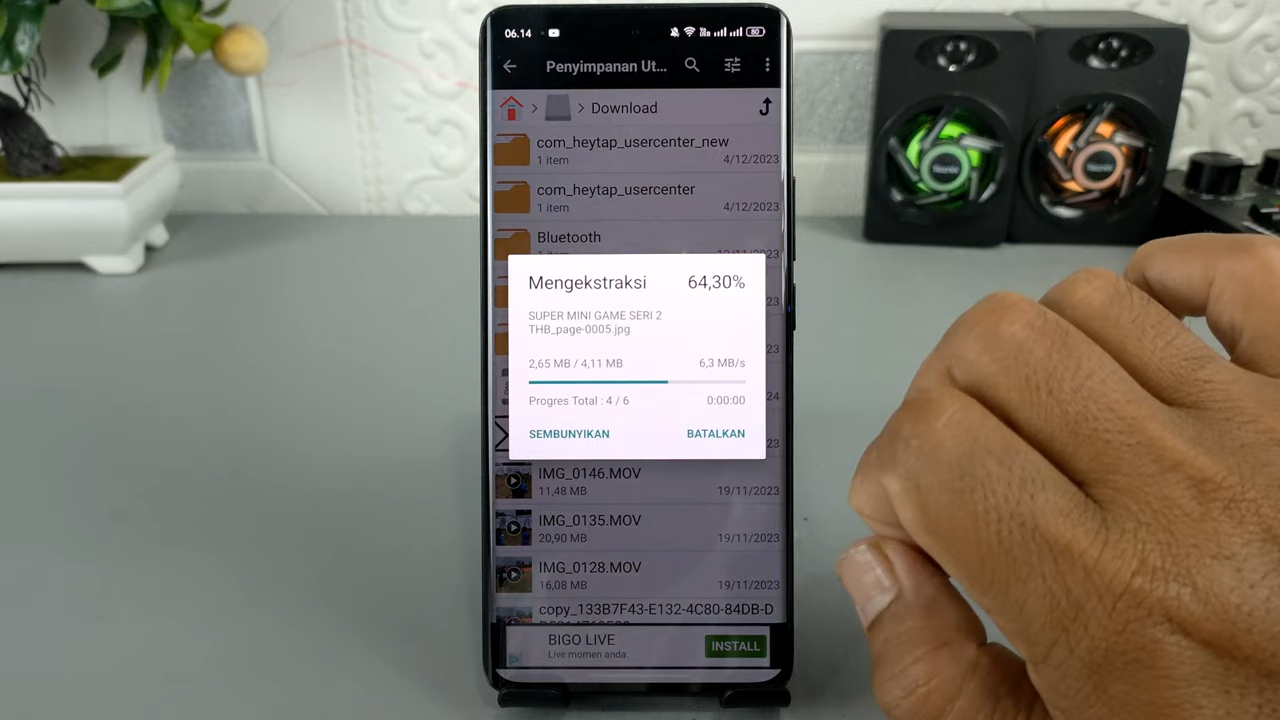 06.14
80
Penyimpanan Ut...
Download
com_heytap_usercenter_new
1 item
4/12/2023
com_heytap_usercenter
1 item
4/12/2023
Bluetooth
Mengekstraksi
64,30%
SUPER MINI GAME SERI 2
THB_page-0005.jpg
2,65 MB / 4,11 MB
6,3 MB/s
Progres Total : 4 / 6
0:00:00
SEMBUNYIKAN
BATALKAN
IMG_0146.MOV
11,48 MB
19/11/2023
IMG_0135.MOV
20,90 MB
19/11/2023
IMG_0128.MOV
16,08 MB
19/11/2023
copy_133B7F43-E132-4C80-84DB-D
BIGO LIVE
Live momen anda.
INSTALL